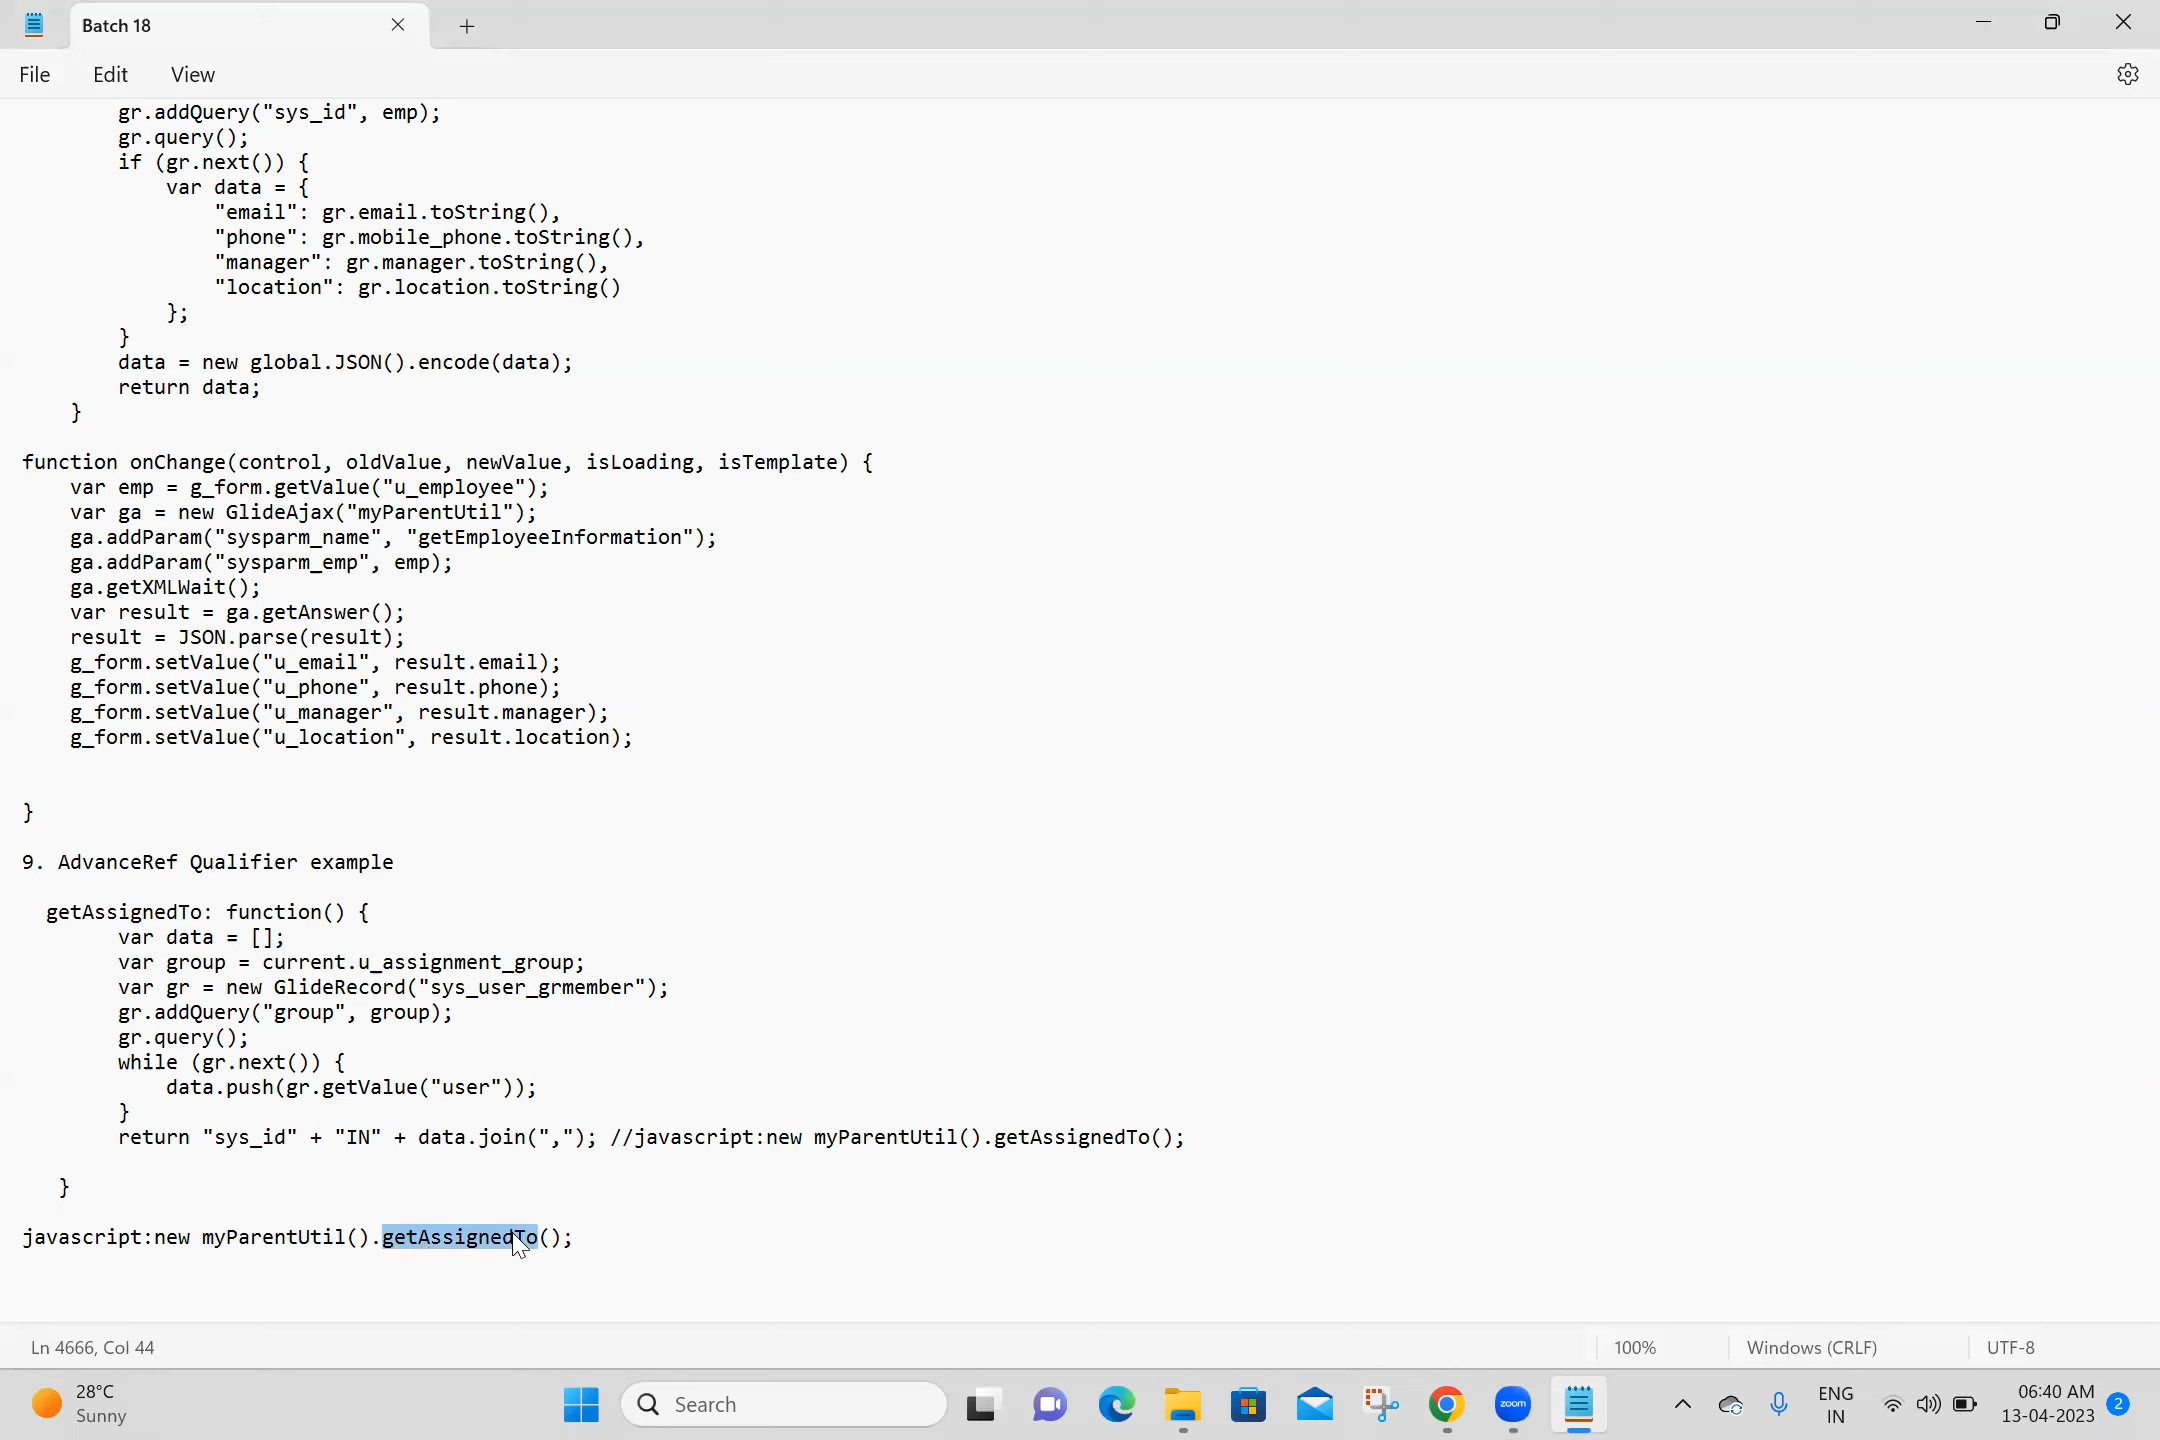 Batch 18
File Edit View
gr.addQuery("sys_id", emp);
gr.query();
if (gr.next()) {
var data = {
"email": gr.email.toString(),
"phone": gr.mobile_phone.toString(),
"manager": gr.manager.toString(),
"location": gr.location.toString()
};
}
data = new global.JSON().encode(data);
return data;
}
function onChange(control, oldValue, newValue, isLoading, isTemplate) {
var emp = g_form.getValue("u_employee");
var ga = new GlideAjax("myParentUtil");
ga.addParam("sysparm_name", "getEmployeeInformation");
ga.addParam("sysparm_emp", emp);
ga.getXMLWait();
var result = ga.getAnswer();
result = JSON.parse(result);
g_form.setValue("u_email", result.email);
g_form.setValue("u_phone", result.phone);
g_form.setValue("u_manager", result.manager);
g_form.setValue("u_location", result.location);
}
9. AdvanceRef Qualifier example
getAssignedTo: function() {
var data = [];
var group = current.u_assignment_group;
var gr = new GlideRecord("sys_user_grmember");
gr.addQuery("group", group);
gr.query();
while (gr.next()) {
data.push(gr.getValue("user"));
}
return "sys_id" + "IN" + data.join(","); //javascript:new myParentUtil().getAssignedTo();
}
javascript:new myParentUtil().getAssignedTo();
Ln 4666, Col 44 100% Windows (CRLF) UTF-8
28°C
Sunny
Search
zoom
ENG
IN
06:40 AM
13-04-2023
2